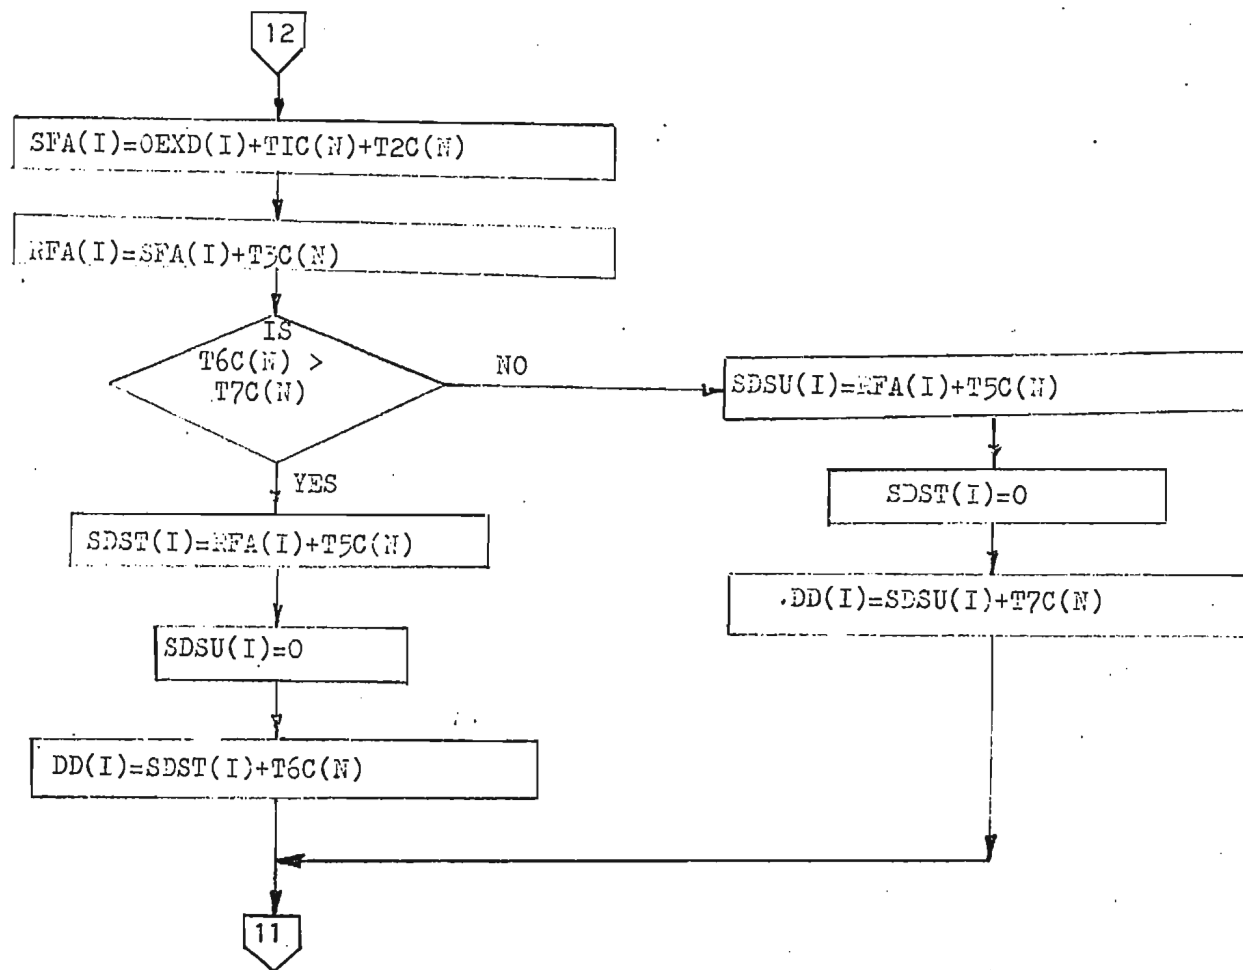 12
SFA(I)=OEXD(I)+T1C(N)+T2C(N)
RFA(I)=SFA(I)+T3C(N)
IS
T6C(N) >
T7C(N)
NO
YES
SDSU(I)=RFA(I)+T5C(N)
SDST(I)=0
DD(I)=SDSU(I)+T7C(N)
SDST(I)=RFA(I)+T5C(N)
SDSU(I)=0
DD(I)=SDST(I)+T6C(N)
11